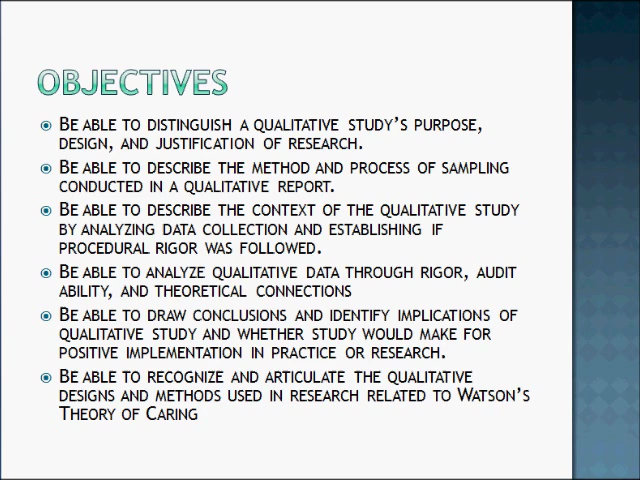 OBJECTIVES
BE ABLE TO DISTINGUISH A QUALITATIVE STUDY'S PURPOSE,
DESIGN, AND JUSTIFICATION OF RESEARCH.
BE ABLE TO DESCRIBE THE METHOD AND PROCESS OF SAMPLING
CONDUCTED IN A QUALITATIVE REPORT.
BE ABLE TO DESCRIBE THE CONTEXT OF THE QUALITATIVE STUDY
BY ANALYZING DATA COLLECTION AND ESTABLISHING IF
PROCEDURAL RIGOR WAS FOLLOWED.
BE ABLE TO ANALYZE QUALITATIVE DATA THROUGH RIGOR, AUDIT
ABILITY, AND THEORETICAL CONNECTIONS
BE ABLE TO DRAW CONCLUSIONS AND IDENTIFY IMPLICATIONS OF
QUALITATIVE STUDY AND WHETHER STUDY WOULD MAKE FOR
POSITIVE IMPLEMENTATION IN PRACTICE OR RESEARCH.
BE ABLE TO RECOGNIZE AND ARTICULATE THE QUALITATIVE
DESIGNS AND METHODS USED IN RESEARCH RELATED TO WATSON'S
THEORY OF CARING